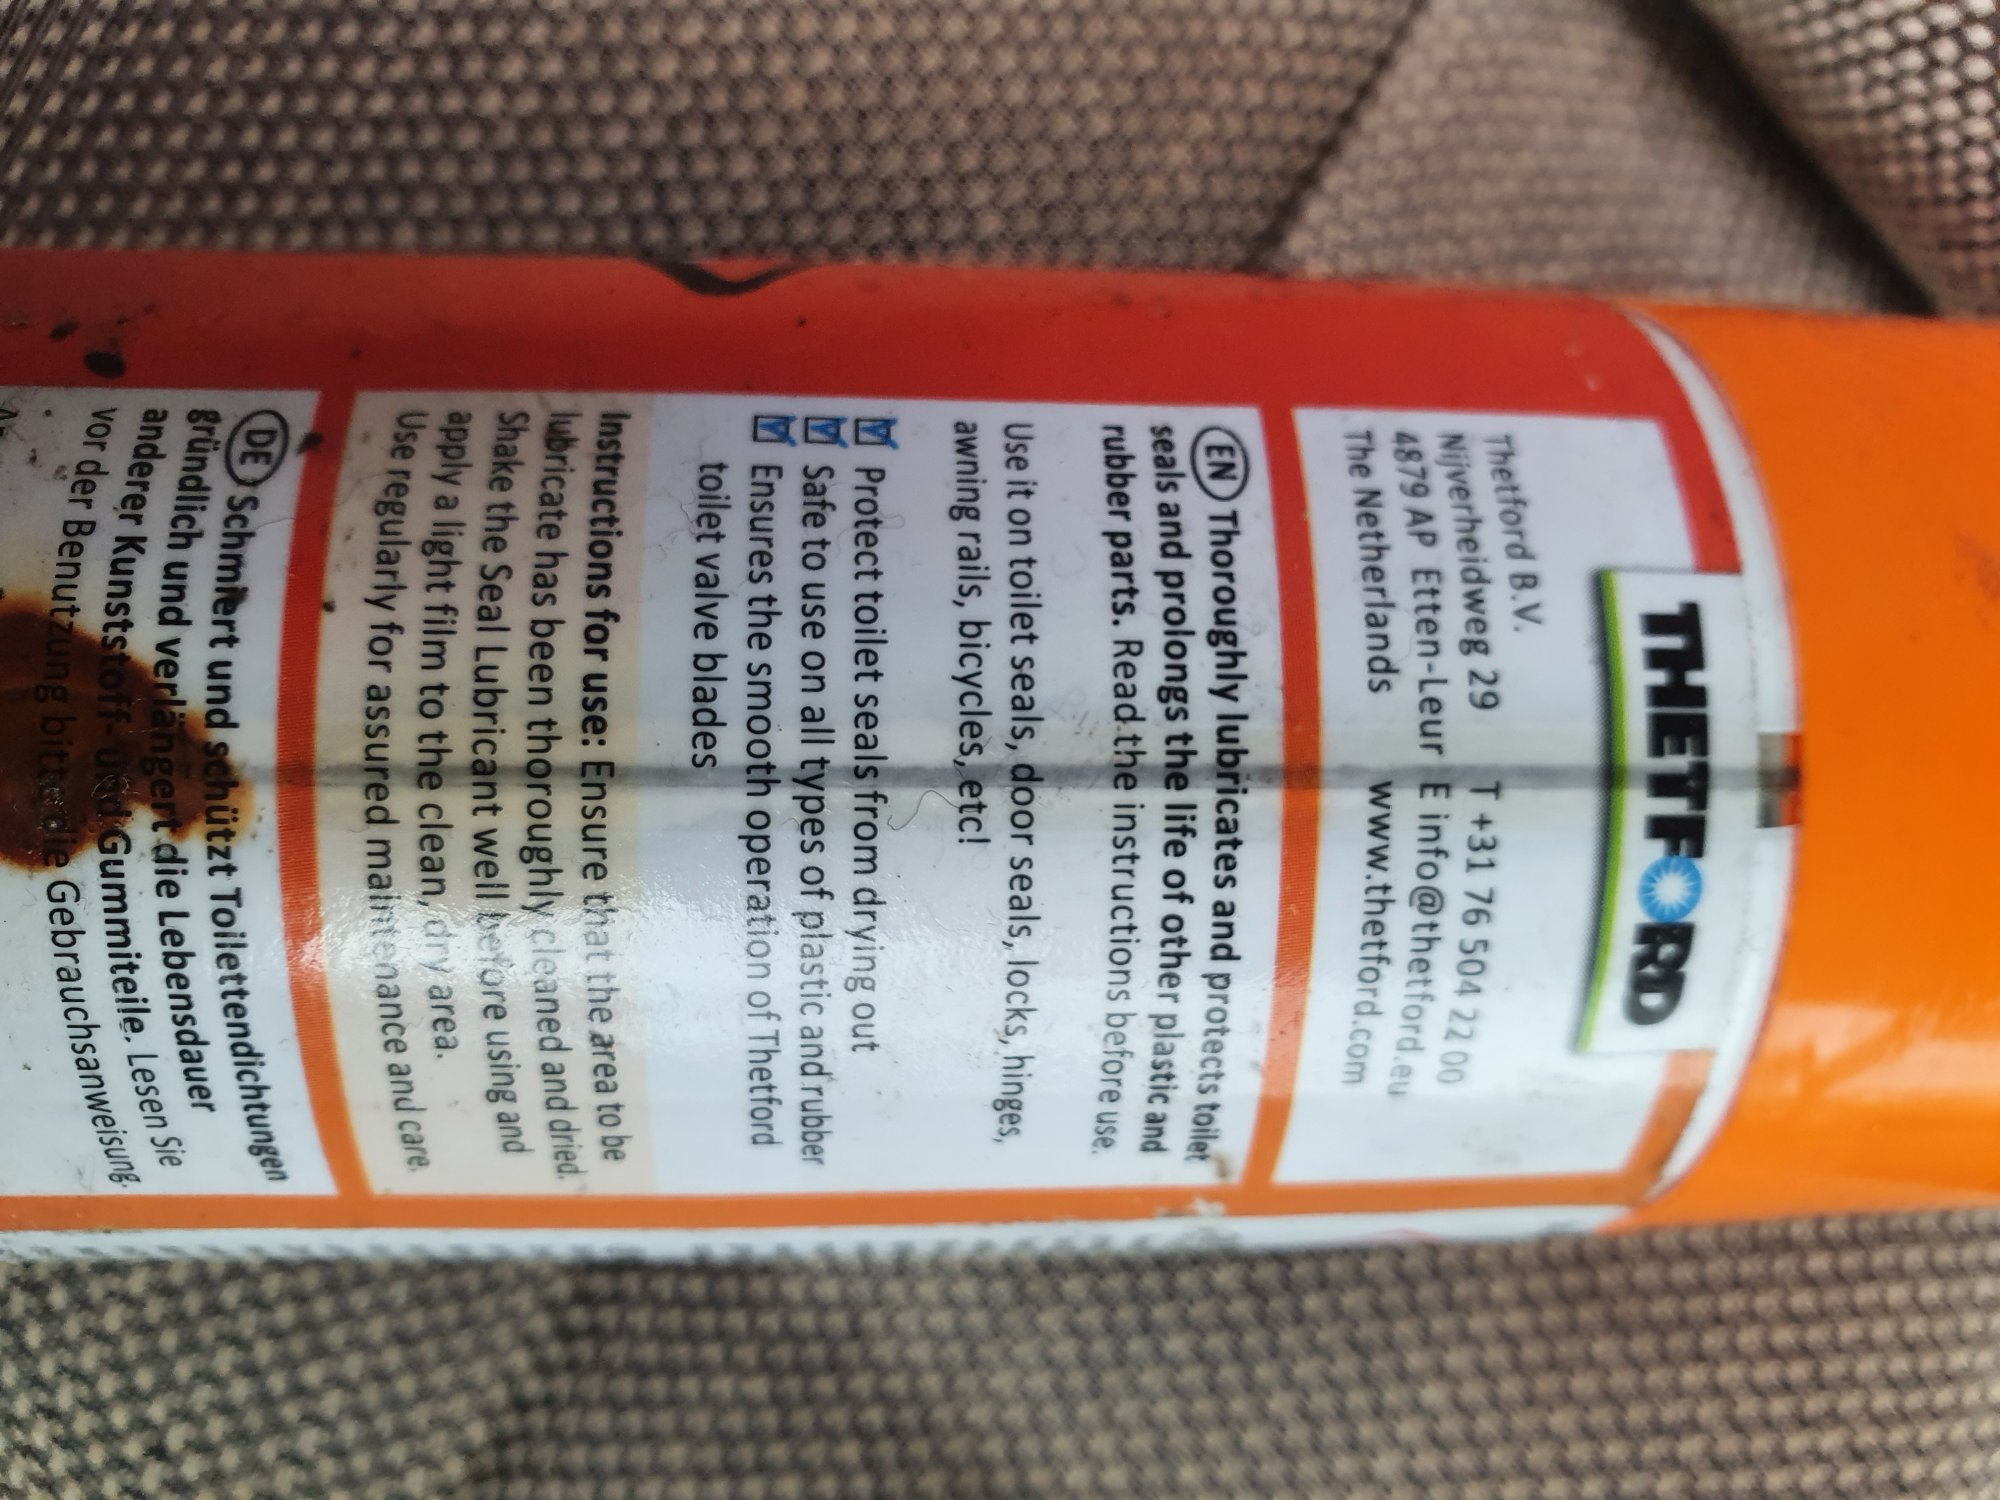 THETFORD
Thetford B.V.
Nijverheidweg 29 T +31 76 504 22 00
4879 AP Etten-Leur E info@thetford.eu
The Netherlands www.thetford.com
EN Thoroughly lubricates and protects toilet
seals and prolongs the life of other plastic and
rubber parts. Read the instructions before use.
Use it on toilet seals, door seals, locks, hinges,
awning rails, bicycles, etc!
Protect toilet seals from drying out
Safe to use on all types of plastic and rubber
Ensures the smooth operation of Thetford
toilet valve blades
Instructions for use: Ensure that the area to be
lubricate has been thoroughly cleaned and dried.
Shake the Seal Lubricant well before using and
apply a light film to the clean, dry area.
Use regularly for assured maintenance and care.
DE Schmiert und schützt Toilettendichtungen
gründlich und verlängert die Lebensdauer
anderer Kunststoff- und Gummiteile. Lesen Sie
vor der Benutzung bitte die Gebrauchsanweisung.